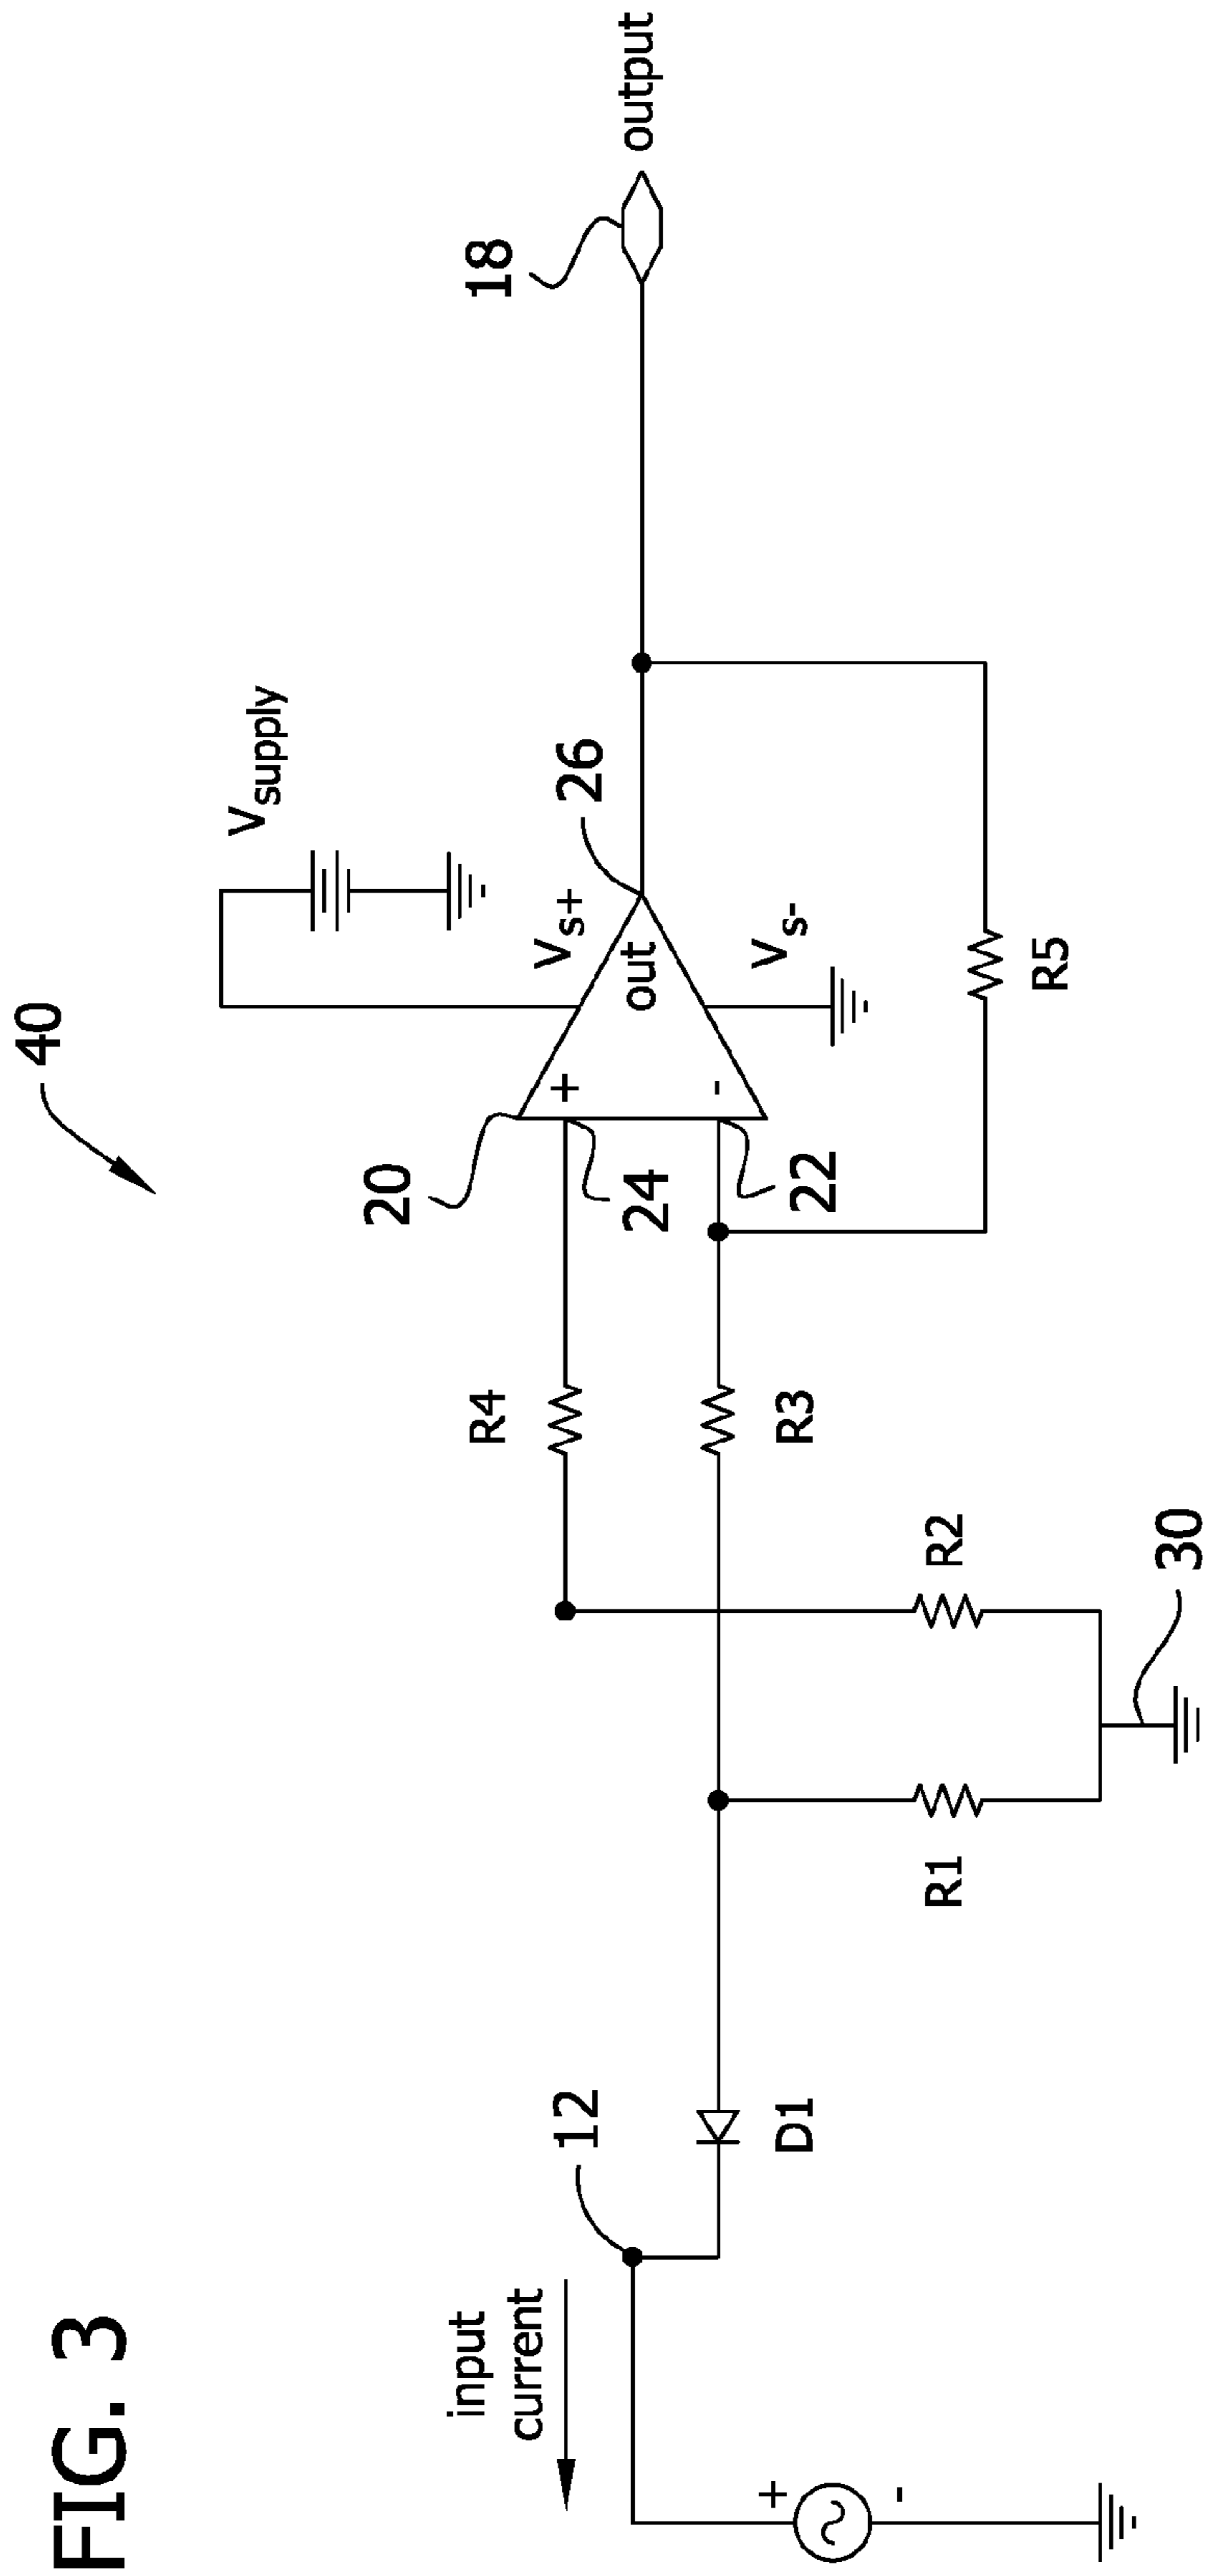 FIG. 3
40
input
current
12
D1
+
-
R1
R2
30
R4
R3
20
24
22
+
-
out
Vs+
Vs-
Vsupply
26
R5
18
output